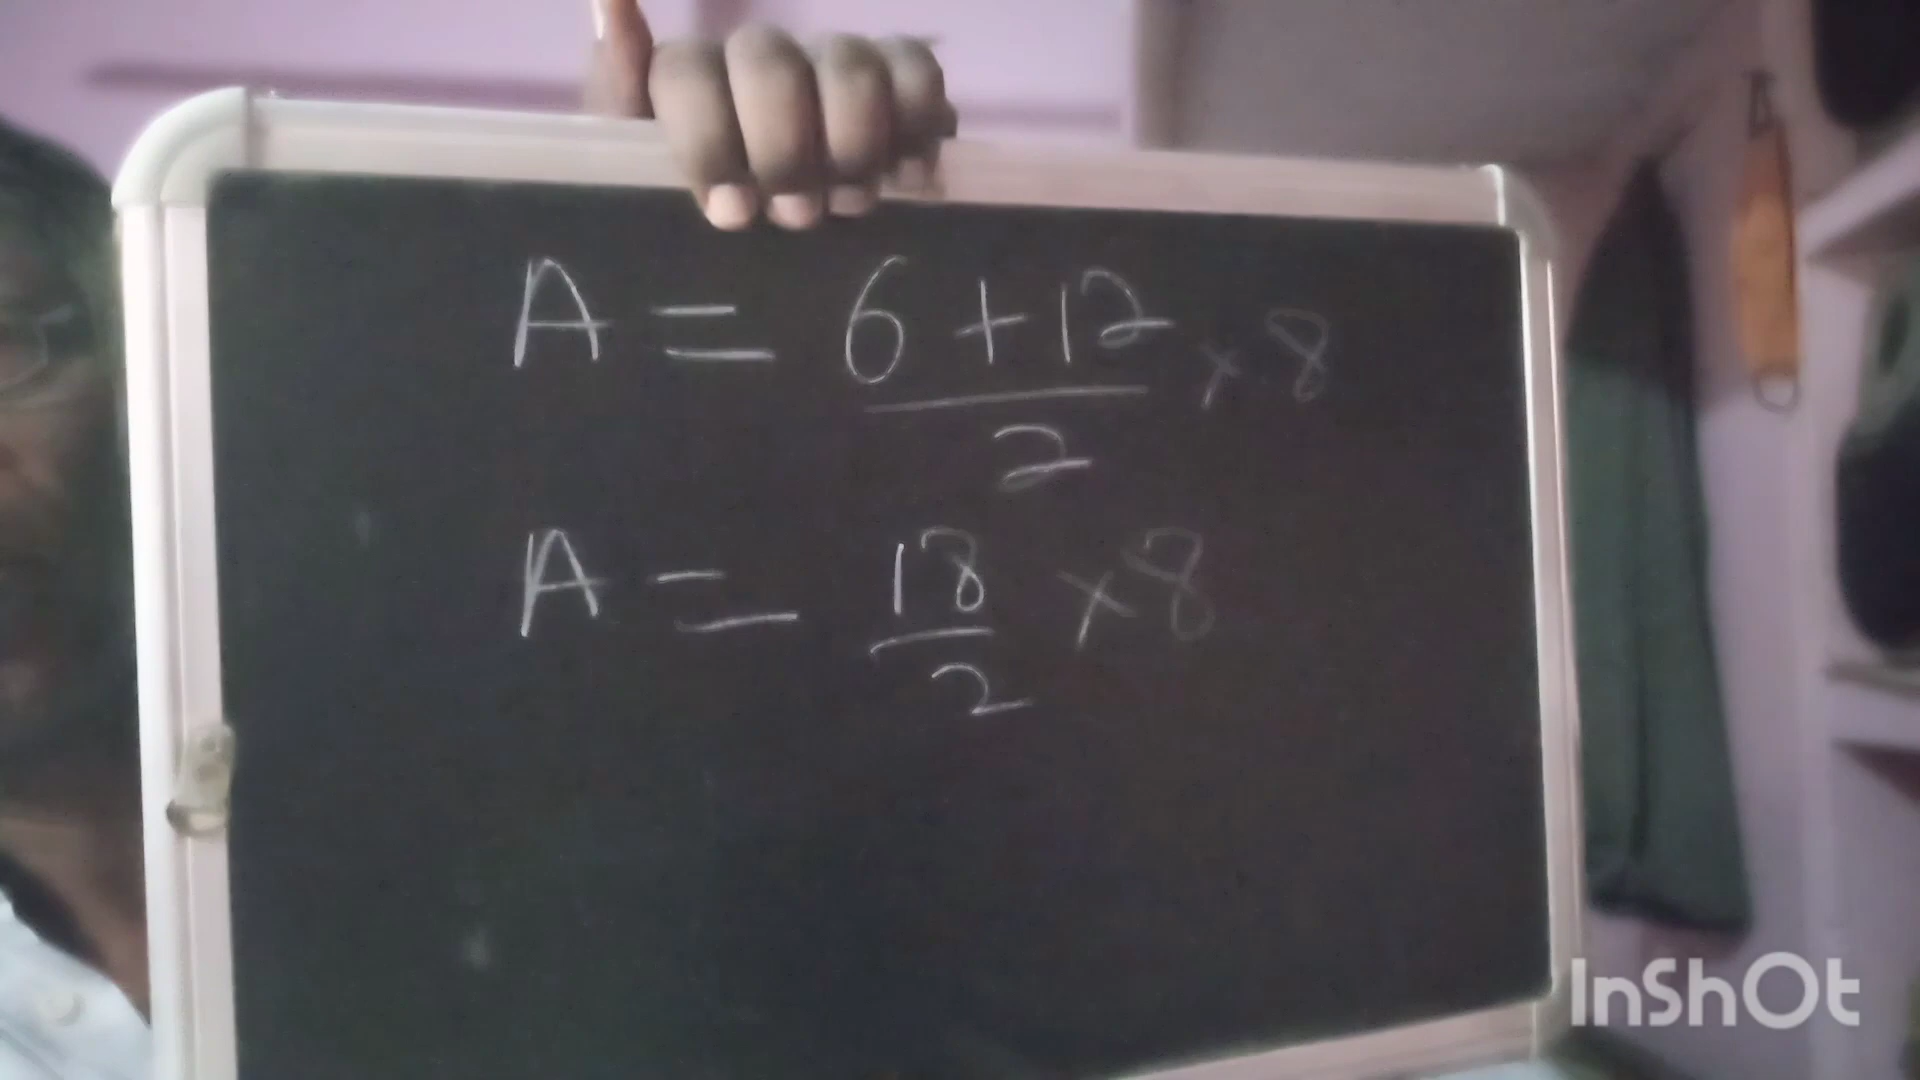 A = 6 + 12 / 2 × 8
A = 18 / 2 × 8
InShOt